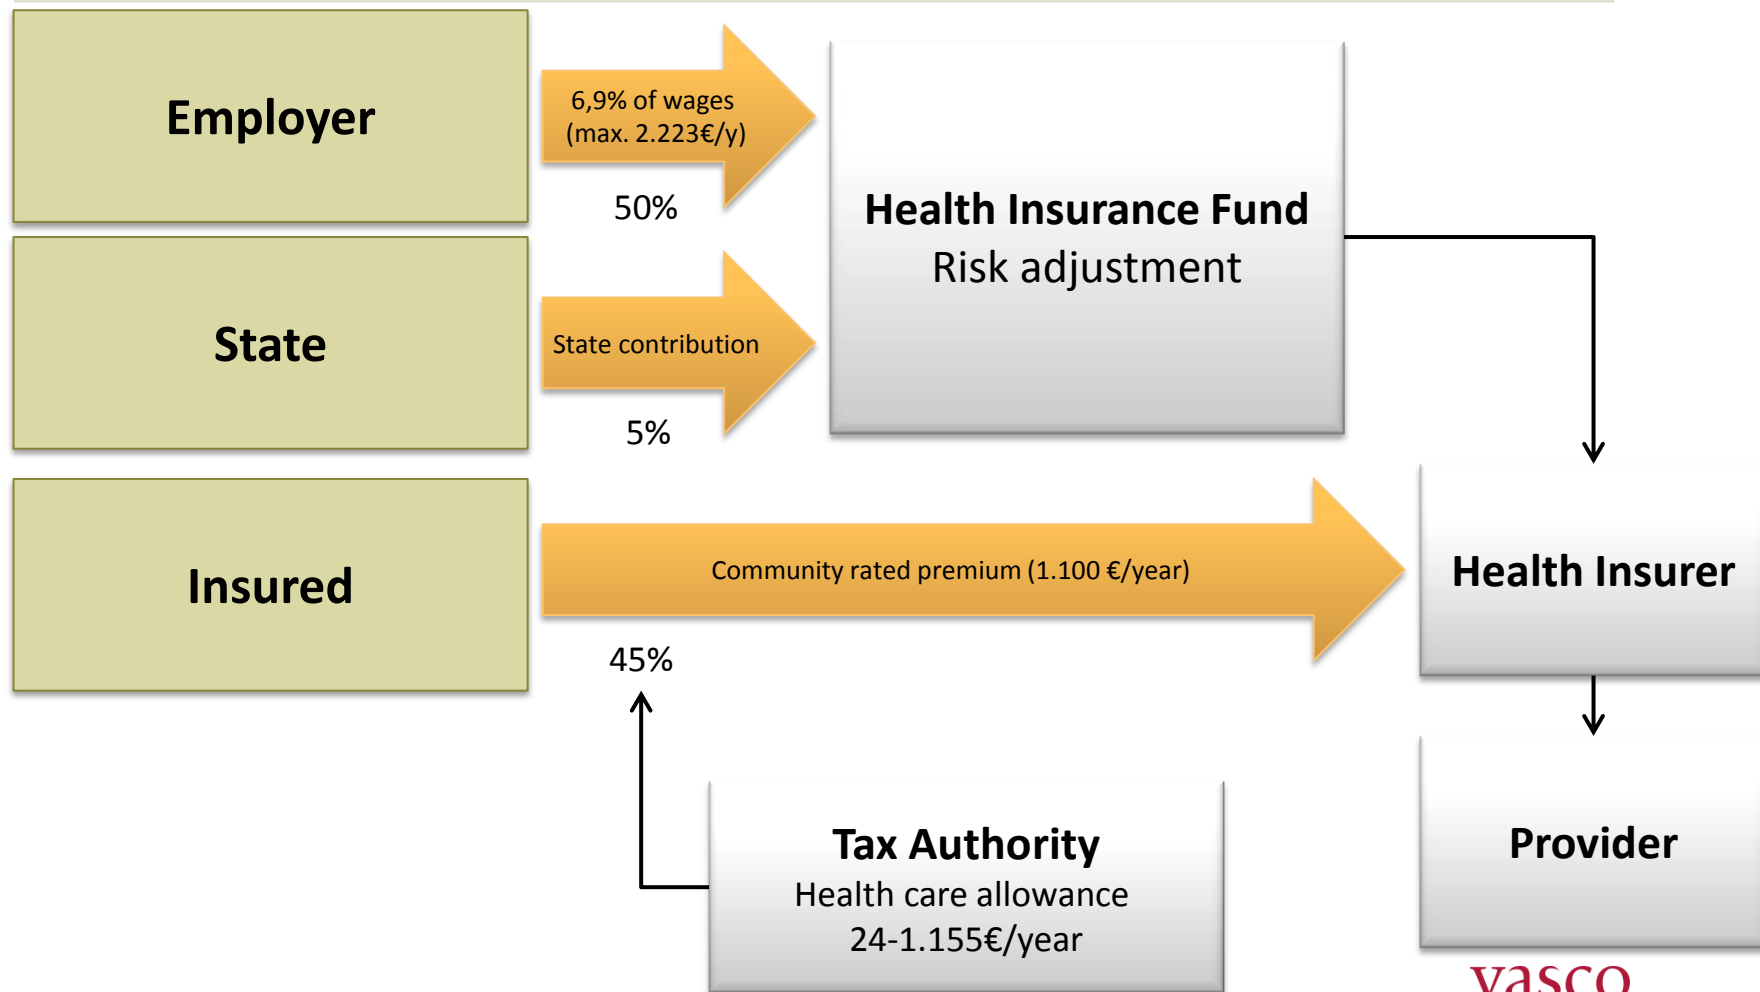 Employer
6,9% of wages
(max. 2.223€/y)
50%
Health Insurance Fund
Risk adjustment
State
State contribution
5%
Insured
Community rated premium (1.100 €/year)
45%
Health Insurer
Tax Authority
Health care allowance
24-1.155€/year
Provider
vasco